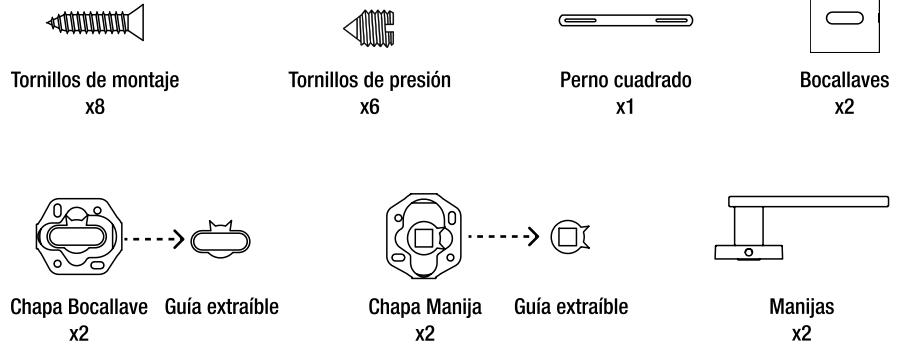 Tornillos de montaje
x8
Tornillos de presión
x6
Perno cuadrado
x1
Bocallaves
x2
Chapa Bocallave
x2
Guía extraíble
Chapa Manija
x2
Guía extraíble
Manijas
x2